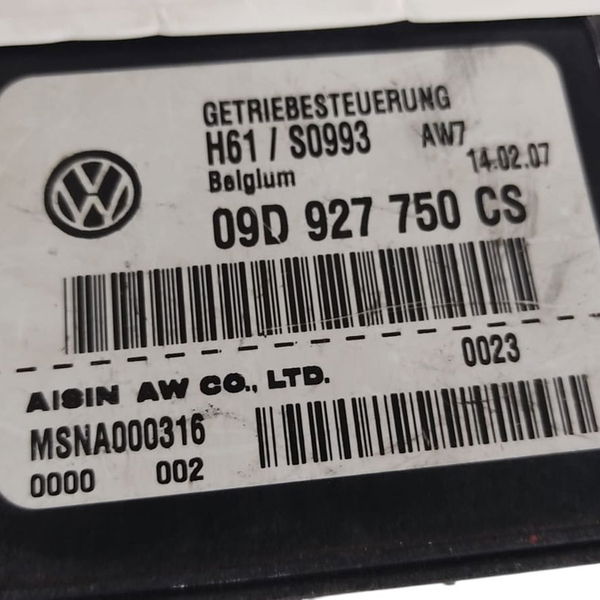 GETRIEBESTEUERUNG
H61 / S0993 AW7
Belgium 14.02.07
09D 927 750 CS
0023
AISIN AW CO., LTD.
MSNA000316
0000 002